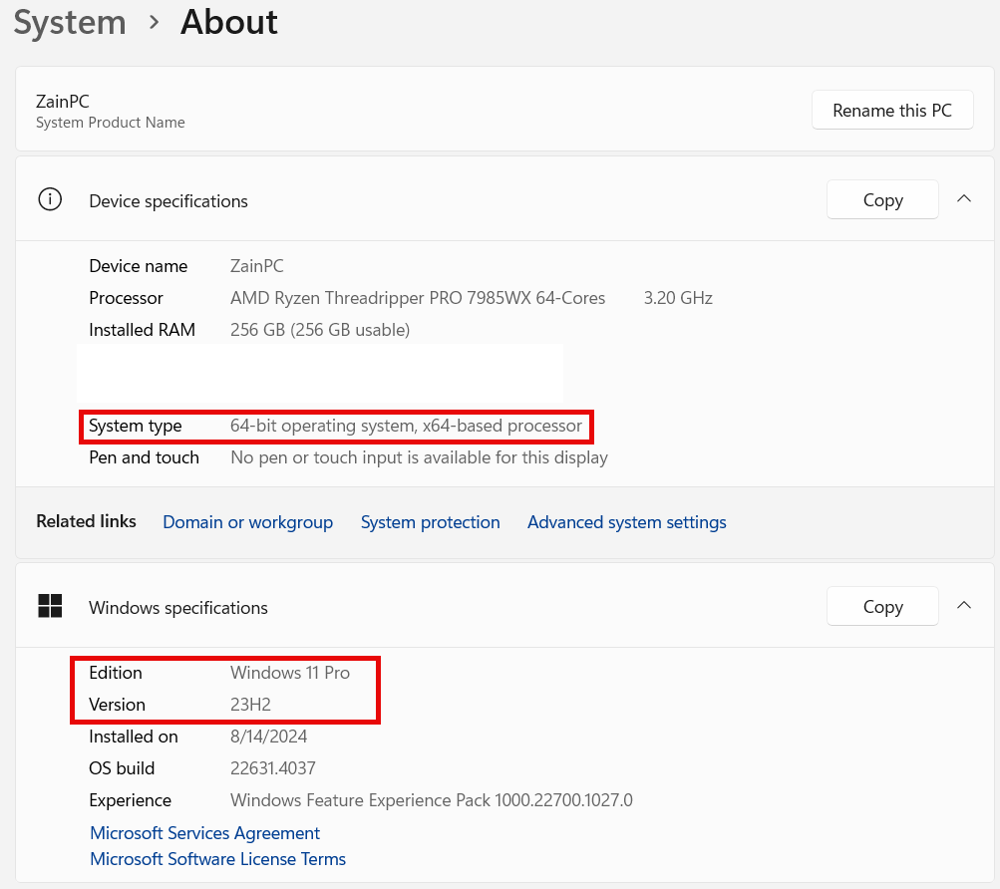 System > About
ZainPC
System Product Name
Rename this PC
Device specifications
Copy
Device name ZainPC
Processor AMD Ryzen Threadripper PRO 7985WX 64-Cores 3.20 GHz
Installed RAM 256 GB (256 GB usable)
System type 64-bit operating system, x64-based processor
Pen and touch No pen or touch input is available for this display
Related links Domain or workgroup System protection Advanced system settings
Windows specifications
Copy
Edition Windows 11 Pro
Version 23H2
Installed on 8/14/2024
OS build 22631.4037
Experience Windows Feature Experience Pack 1000.22700.1027.0
Microsoft Services Agreement
Microsoft Software License Terms